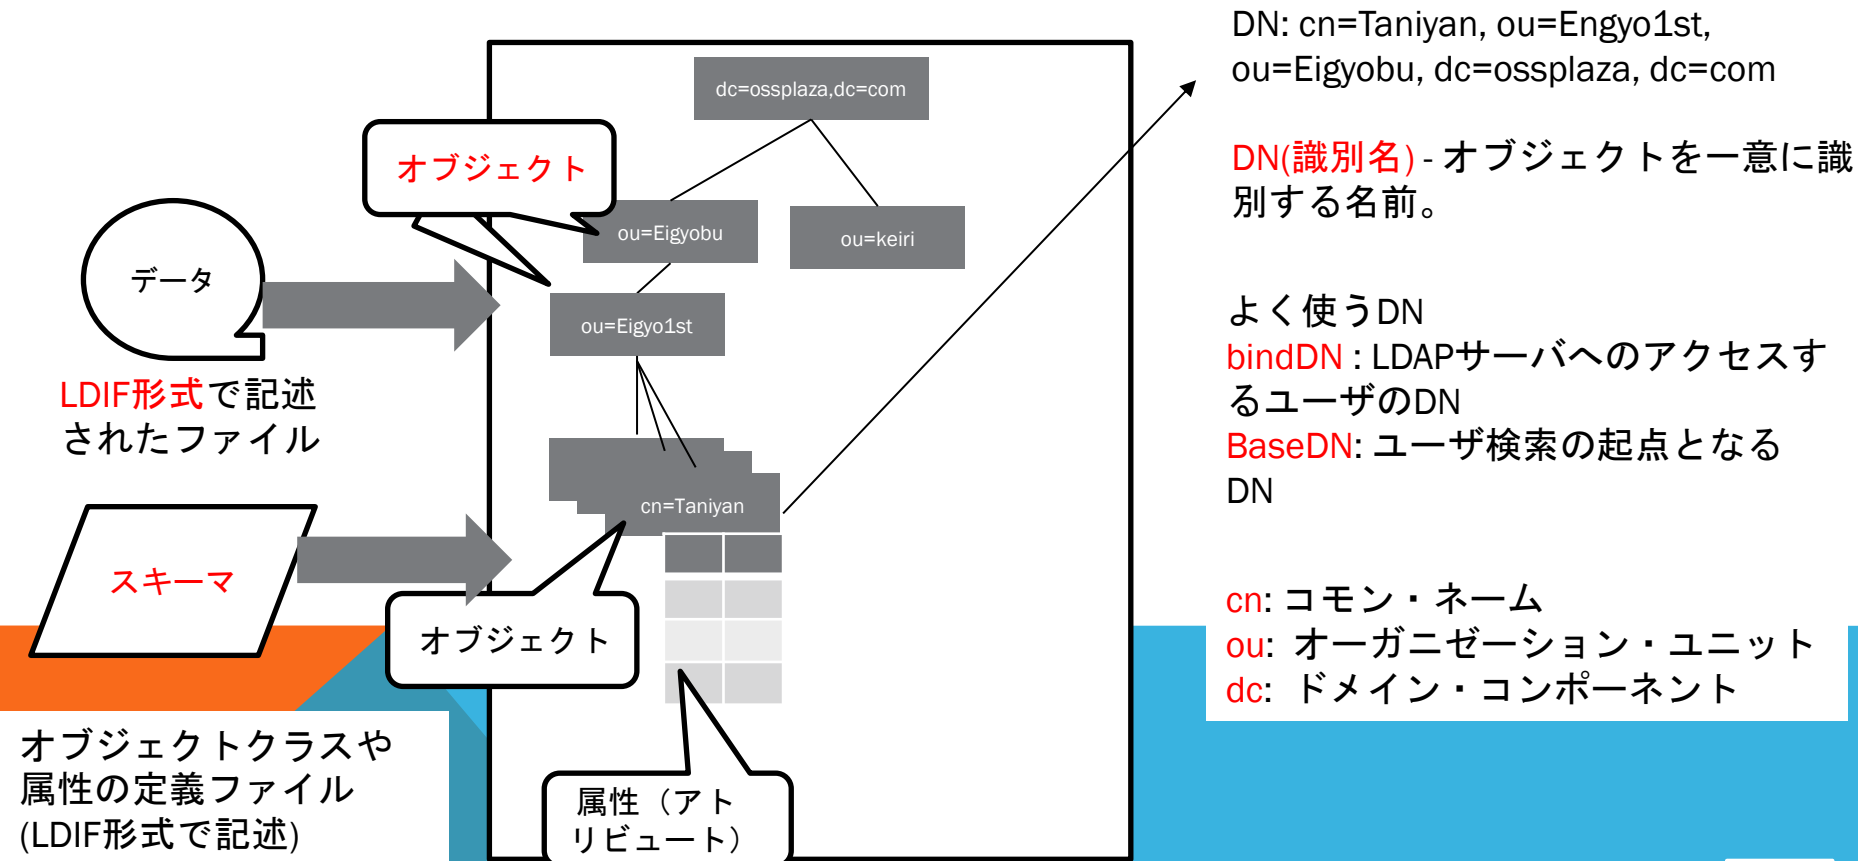 dc=ossplaza,dc=com
オブジェクト
ou=Eigyobu
ou=keiri
データ
ou=Eigyo1st
LDIF形式で記述
されたファイル
cn=Taniyan
スキーマ
オブジェクト
オブジェクトクラスや
属性の定義ファイル
(LDIF形式で記述)
属性（アト
リビュート）
DN: cn=Taniyan, ou=Engyo1st,
ou=Eigyobu, dc=ossplaza, dc=com
DN(識別名) - オブジェクトを一意に識
別する名前。
よく使うDN
bindDN : LDAPサーバへのアクセスす
るユーザのDN
BaseDN: ユーザ検索の起点となる
DN
cn: コモン・ネーム
ou: オーガニゼーション・ユニット
dc: ドメイン・コンポーネント